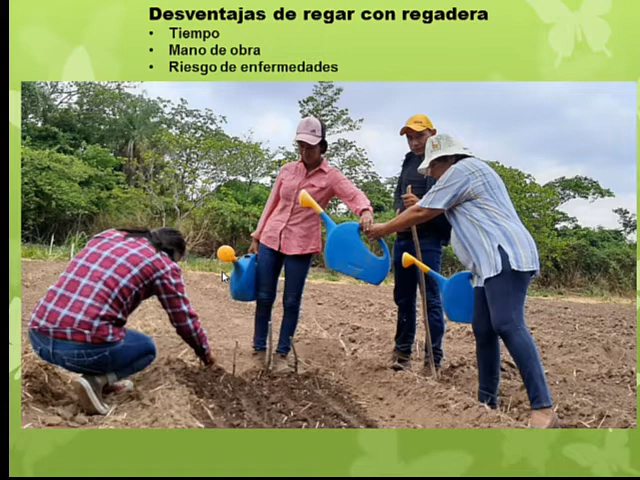 Desventajas de regar con regadera
• Tiempo
• Mano de obra
• Riesgo de enfermedades